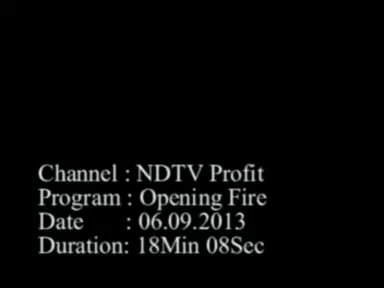 Channel : NDTV Profit
Program : Opening Fire
Date : 06.09.2013
Duration: 18Min 08Sec